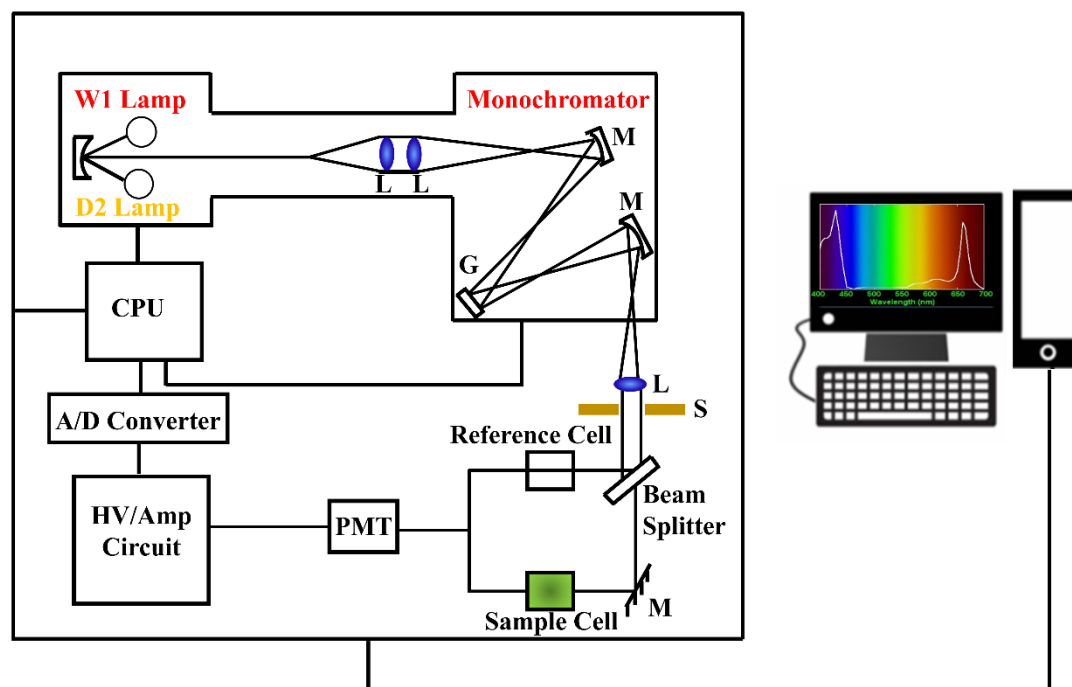 W1 Lamp
Monochromator
M
L L
D2 Lamp
M
G
CPU
400 450 500 550 600 650 700
Wavelength (nm)
L
S
A/D Converter
Reference Cell
HV/Amp
Circuit
PMT
Beam
Splitter
M
Sample Cell